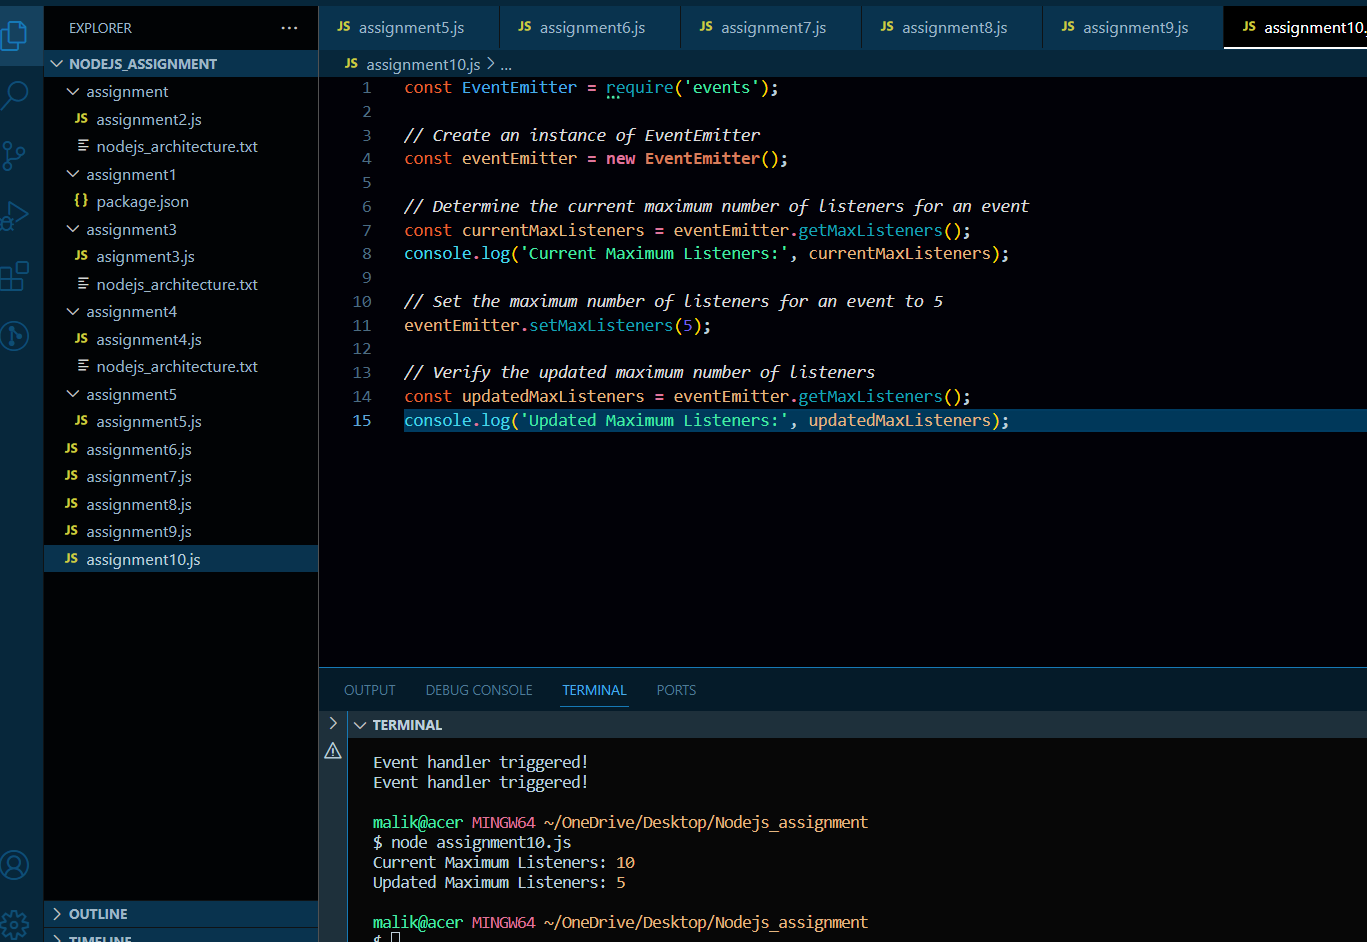 EXPLORER ...
NODEJS_ASSIGNMENT
assignment
JS assignment2.js
nodejs_architecture.txt
assignment1
{} package.json
assignment3
JS asignment3.js
nodejs_architecture.txt
assignment4
JS assignment4.js
nodejs_architecture.txt
assignment5
JS assignment5.js
JS assignment6.js
JS assignment7.js
JS assignment8.js
JS assignment9.js
JS assignment10.js
OUTLINE
TIMELINE
JS assignment5.js JS assignment6.js JS assignment7.js JS assignment8.js JS assignment9.js JS assignment10.
JS assignment10.js > ...
1 const EventEmitter = require('events');
2
3 // Create an instance of EventEmitter
4 const eventEmitter = new EventEmitter();
5
6 // Determine the current maximum number of listeners for an event
7 const currentMaxListeners = eventEmitter.getMaxListeners();
8 console.log('Current Maximum Listeners:', currentMaxListeners);
9
10 // Set the maximum number of listeners for an event to 5
11 eventEmitter.setMaxListeners(5);
12
13 // Verify the updated maximum number of listeners
14 const updatedMaxListeners = eventEmitter.getMaxListeners();
15 console.log('Updated Maximum Listeners:', updatedMaxListeners);
OUTPUT DEBUG CONSOLE TERMINAL PORTS
TERMINAL
Event handler triggered!
Event handler triggered!
malik@acer MINGW64 ~/OneDrive/Desktop/Nodejs_assignment
$ node assignment10.js
Current Maximum Listeners: 10
Updated Maximum Listeners: 5
malik@acer MINGW64 ~/OneDrive/Desktop/Nodejs_assignment
$